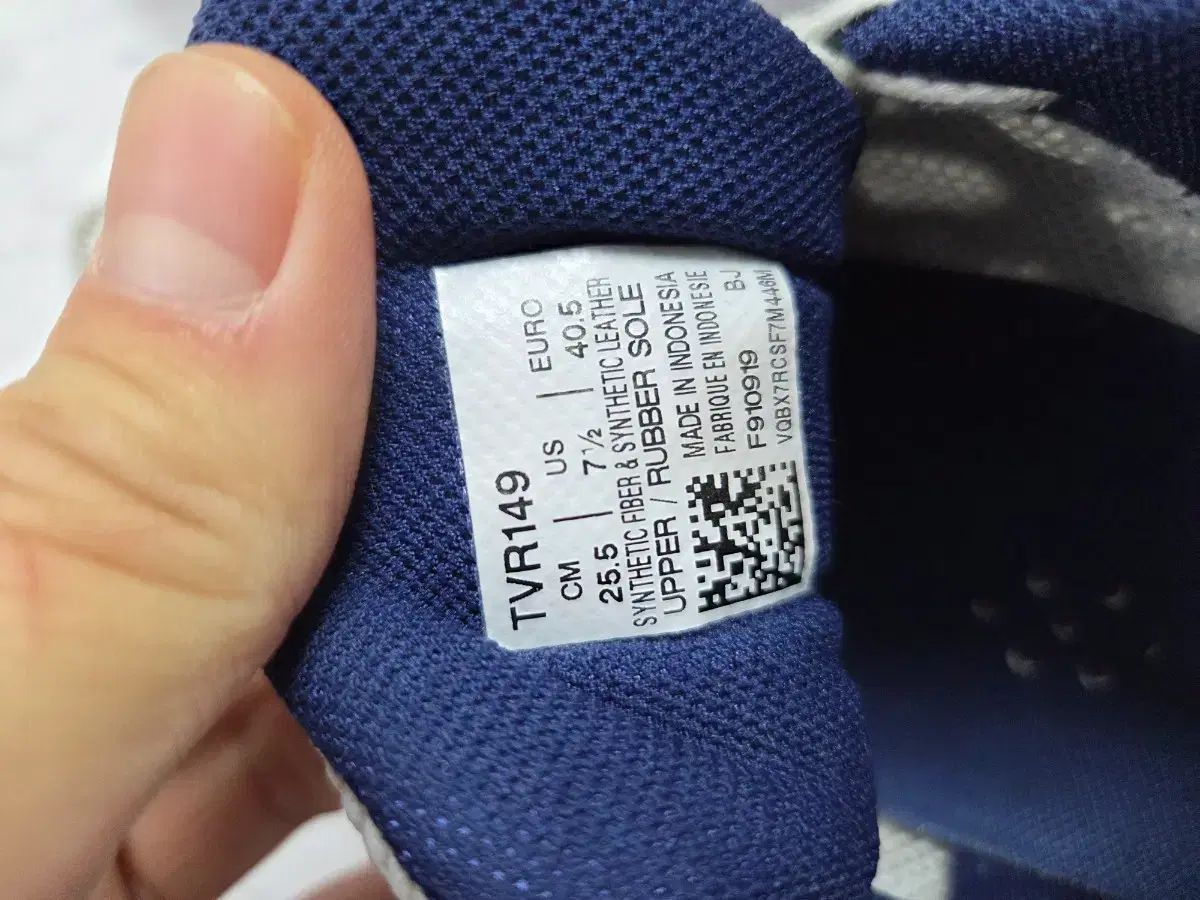 TVR149
CM | US | EURO
25.5 | 7½ | 40.5
SYNTHETIC FIBER & SYNTHETIC LEATHER
UPPER / RUBBER SOLE
MADE IN INDONESIA
FABRIQUE EN INDONESIE
F910919 BJ
VQBX7RCSF7M446M